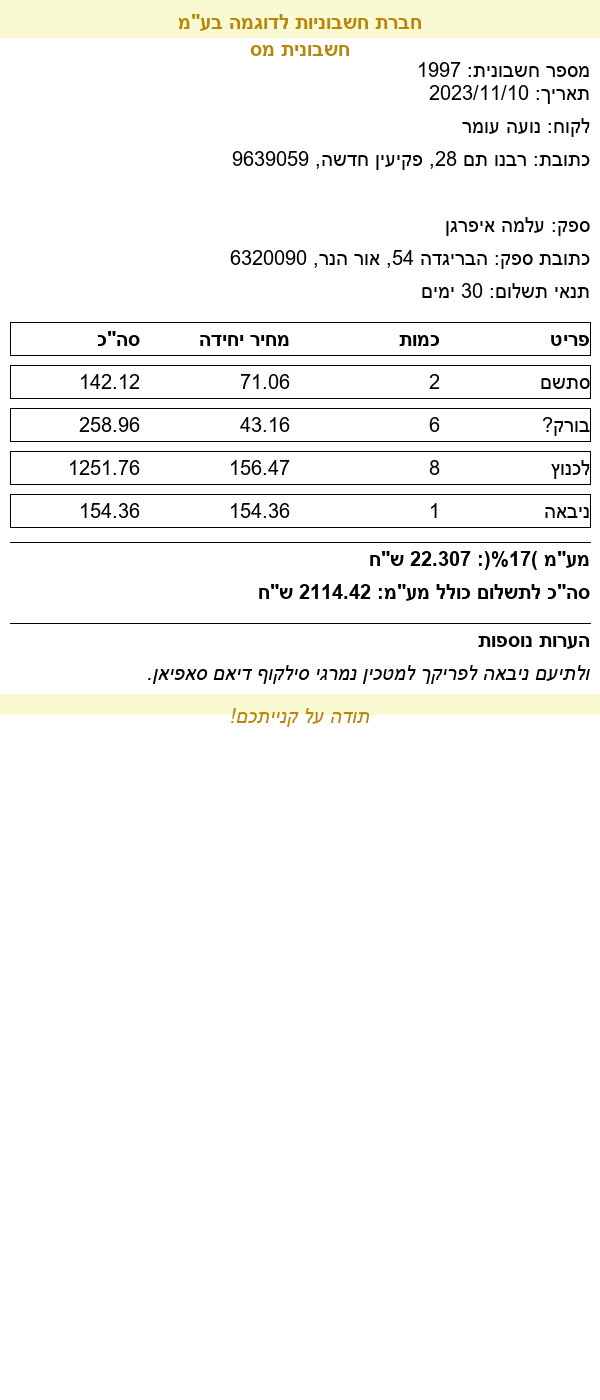 חברת חשבוניות לדוגמה בע"מ
חשבונית מס
מספר חשבונית: 1997
תאריך: 2023/11/10
לקוח: נועה עומר
כתובת: רבנו תם 28, פקיעין חדשה, 9639059
ספק: עלמה איפרגן
כתובת ספק: הבריגדה 54, אור הנר, 6320090
תנאי תשלום: 30 ימים
פריט כמות מחיר יחידה סה"כ
סתשם 2 71.06 142.12
בורק? 6 43.16 258.96
לכנוץ 8 156.47 1251.76
ניבאה 1 154.36 154.36
מע"מ )17%(: 22.307 ש"ח
סה"כ לתשלום כולל מע"מ: 2114.42 ש"ח
הערות נוספות
ולתיעם ניבאה לפריקך למטכין נמרגי סילקוף דיאם סאפיאן.
תודה על קנייתכם!